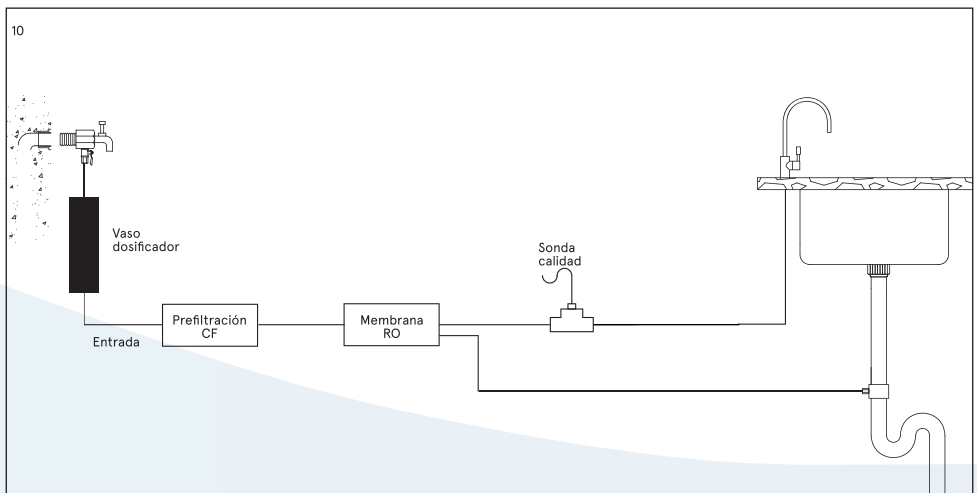 10
Vaso
dosificador
Sonda
calidad
Prefiltración
CF
Membrana
RO
Entrada